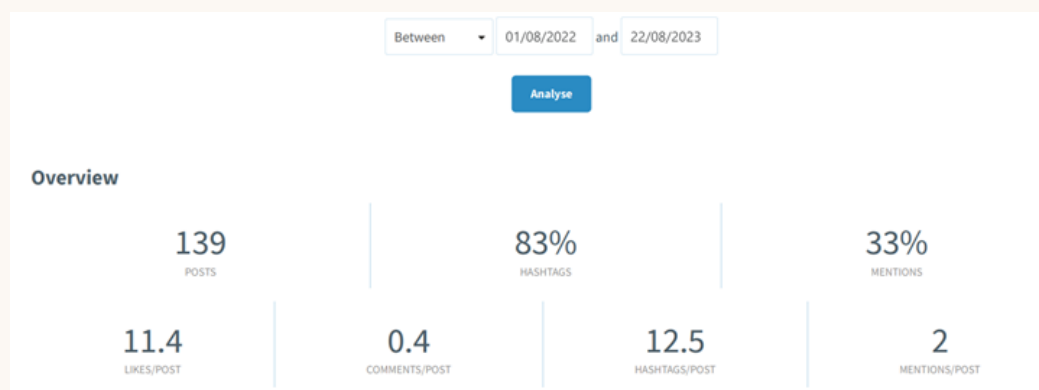 Between 01/08/2022 and 22/08/2023
Analyse
Overview
139 83% 33%
POSTS HASHTAGS MENTIONS
11.4 0.4 12.5 2
LIKES/POST COMMENTS/POST HASHTAGS/POST MENTIONS/POST